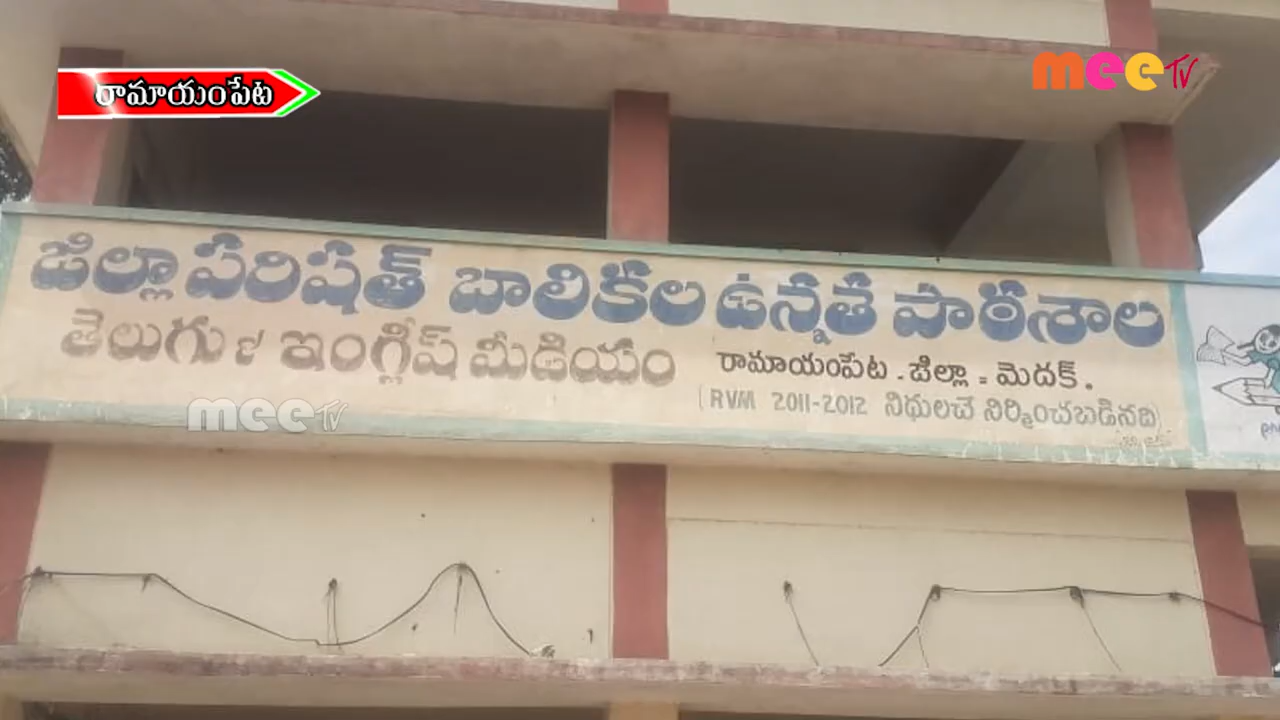 రామాయంపేట
mee TV
జిల్లా పరిషత్ బాలికల ఉన్నత పాఠశాల
తెలుగు & ఇంగ్లీష్ మీడియం
రామాయంపేట - జిల్లా = మెదక్.
(RVM 2011-2012 నిధులచే నిర్మించబడినది)
mee TV